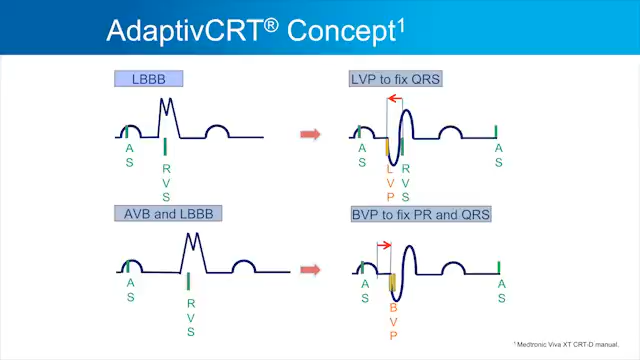 AdaptivCRT® Concept¹
LBBB
LVP to fix QRS
A
S
R
V
S
A
S
L
V
P
R
V
S
A
S
AVB and LBBB
BVP to fix PR and QRS
A
S
R
V
S
A
S
B
V
P
A
S
¹ Medtronic Viva XT CRT-D manual.